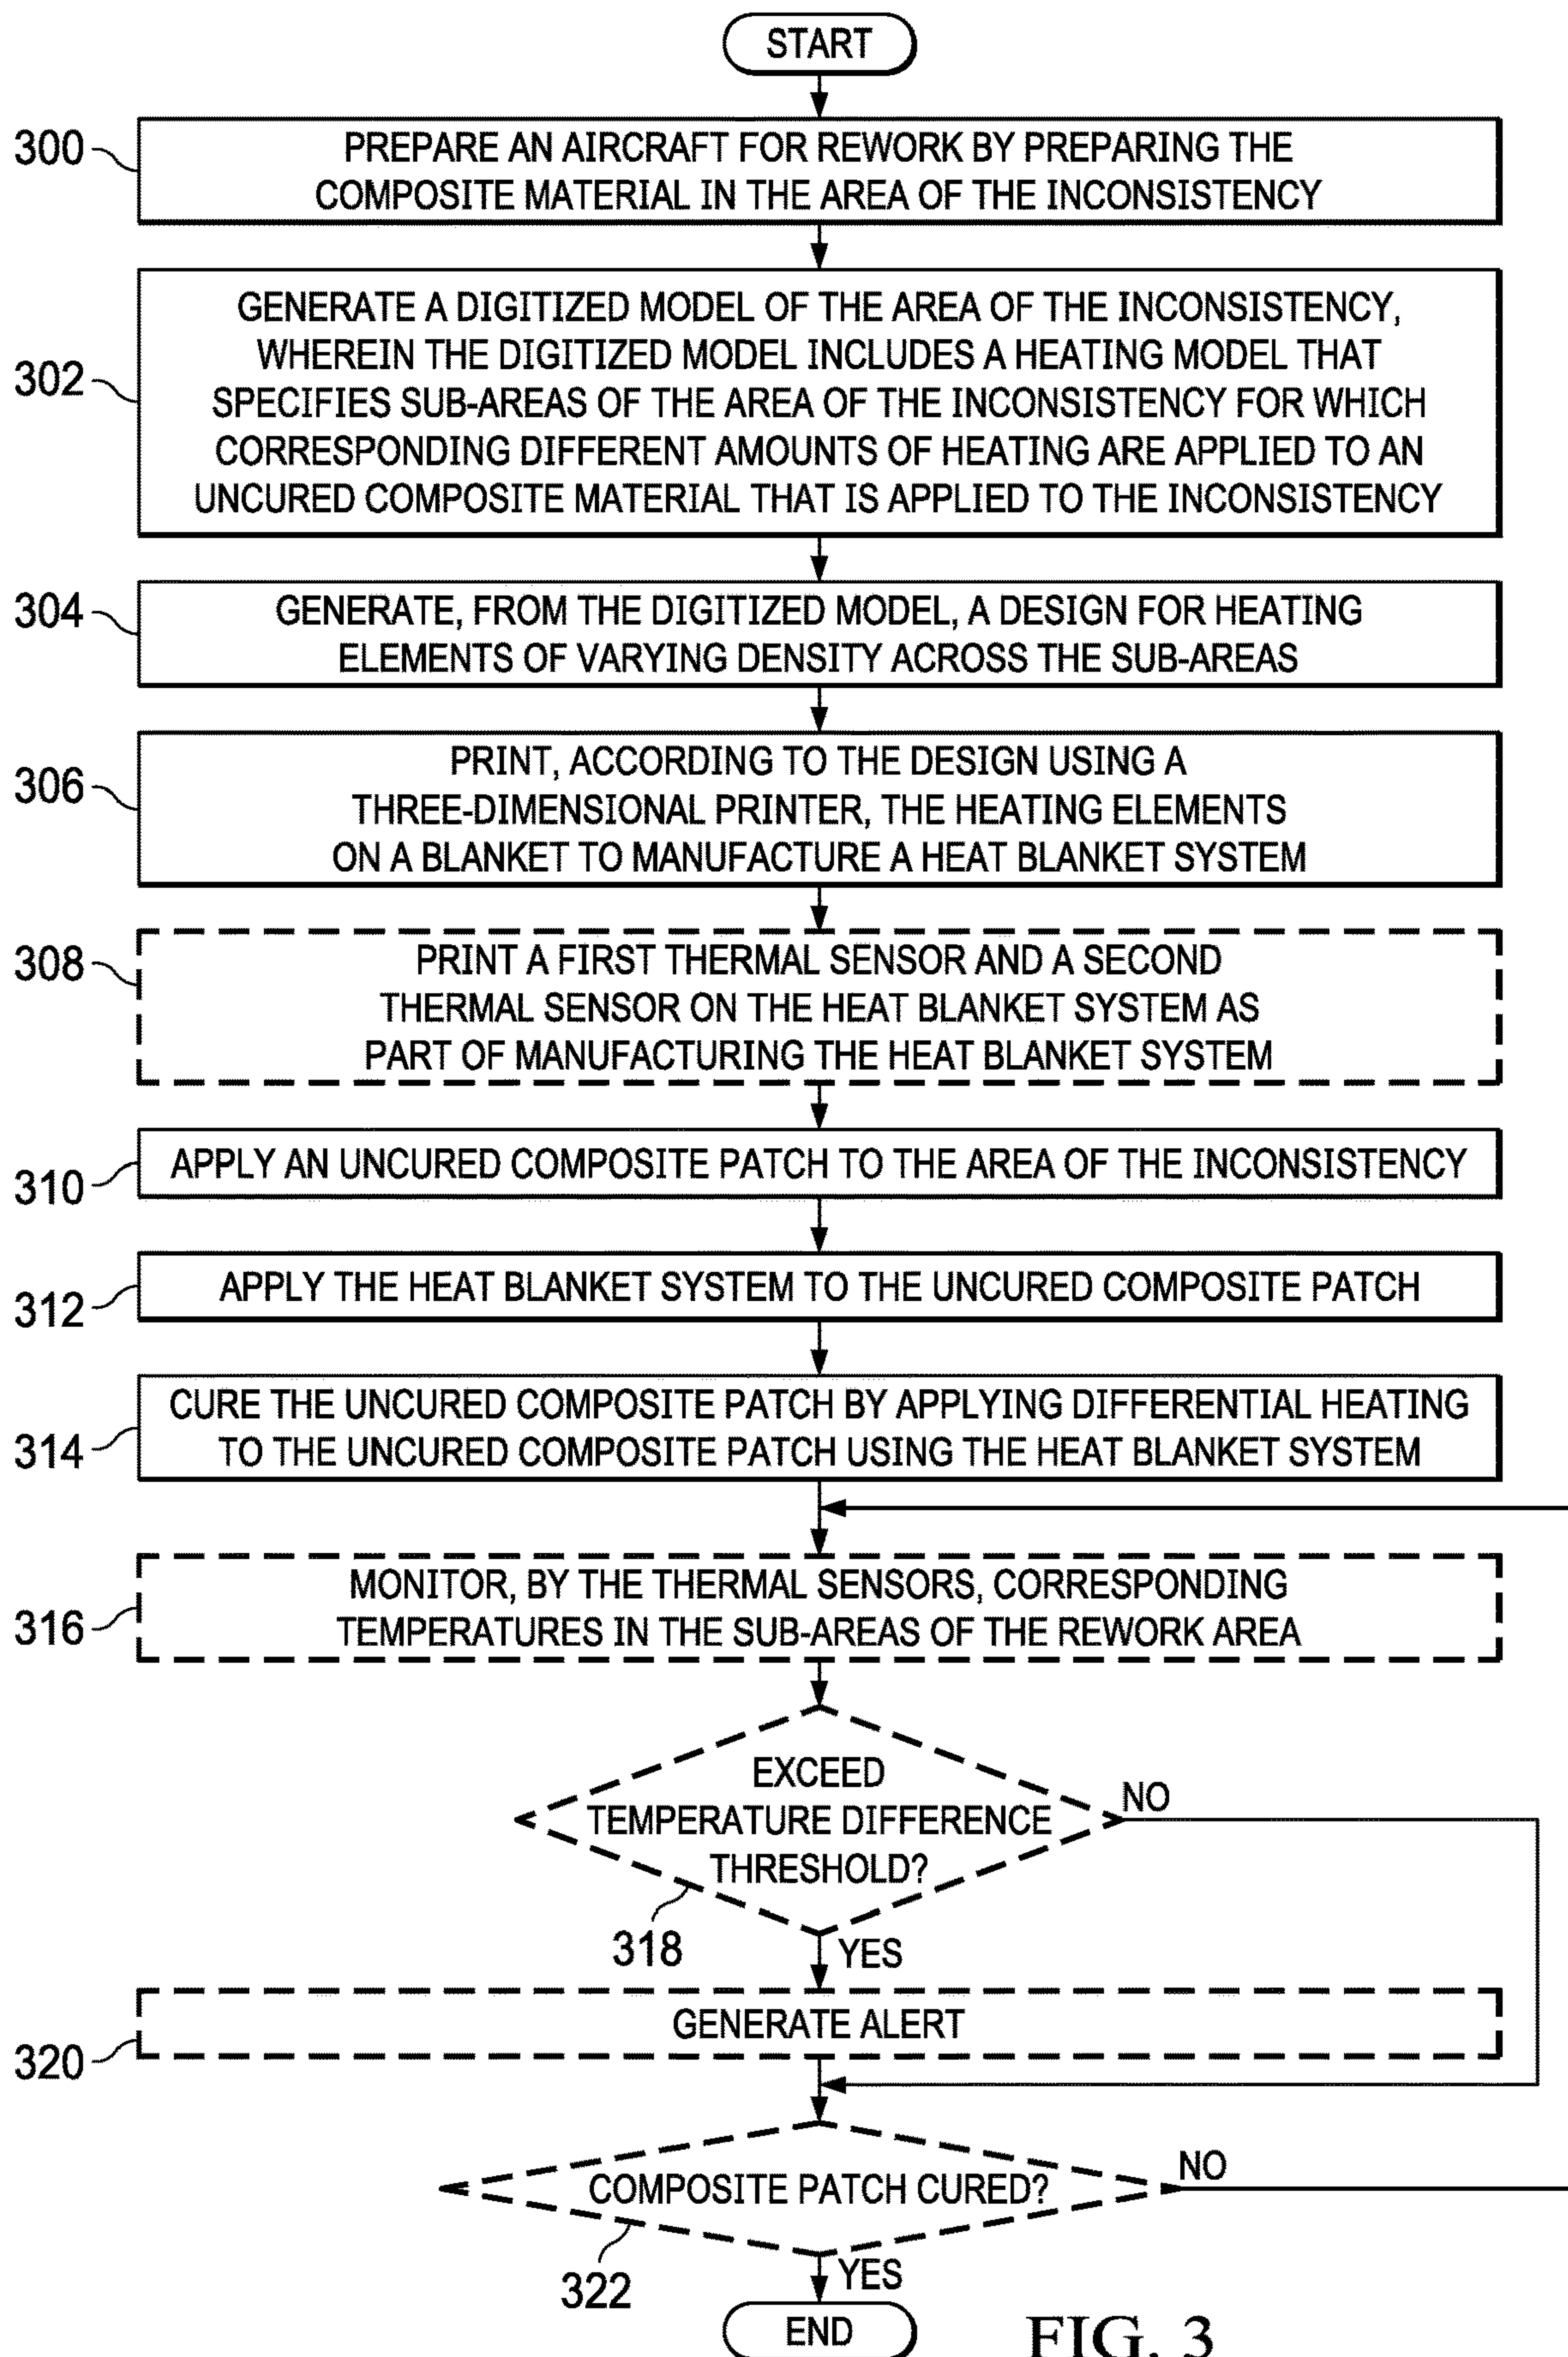 START
300
PREPARE AN AIRCRAFT FOR REWORK BY PREPARING THE
COMPOSITE MATERIAL IN THE AREA OF THE INCONSISTENCY
302
GENERATE A DIGITIZED MODEL OF THE AREA OF THE INCONSISTENCY,
WHEREIN THE DIGITIZED MODEL INCLUDES A HEATING MODEL THAT
SPECIFIES SUB-AREAS OF THE AREA OF THE INCONSISTENCY FOR WHICH
CORRESPONDING DIFFERENT AMOUNTS OF HEATING ARE APPLIED TO AN
UNCURED COMPOSITE MATERIAL THAT IS APPLIED TO THE INCONSISTENCY
304
GENERATE, FROM THE DIGITIZED MODEL, A DESIGN FOR HEATING
ELEMENTS OF VARYING DENSITY ACROSS THE SUB-AREAS
306
PRINT, ACCORDING TO THE DESIGN USING A
THREE-DIMENSIONAL PRINTER, THE HEATING ELEMENTS
ON A BLANKET TO MANUFACTURE A HEAT BLANKET SYSTEM
308
PRINT A FIRST THERMAL SENSOR AND A SECOND
THERMAL SENSOR ON THE HEAT BLANKET SYSTEM AS
PART OF MANUFACTURING THE HEAT BLANKET SYSTEM
310
APPLY AN UNCURED COMPOSITE PATCH TO THE AREA OF THE INCONSISTENCY
312
APPLY THE HEAT BLANKET SYSTEM TO THE UNCURED COMPOSITE PATCH
314
CURE THE UNCURED COMPOSITE PATCH BY APPLYING DIFFERENTIAL HEATING
TO THE UNCURED COMPOSITE PATCH USING THE HEAT BLANKET SYSTEM
316
MONITOR, BY THE THERMAL SENSORS, CORRESPONDING
TEMPERATURES IN THE SUB-AREAS OF THE REWORK AREA
EXCEED
TEMPERATURE DIFFERENCE
THRESHOLD?
NO
318
YES
320
GENERATE ALERT
COMPOSITE PATCH CURED?
NO
322
YES
END
FIG. 3